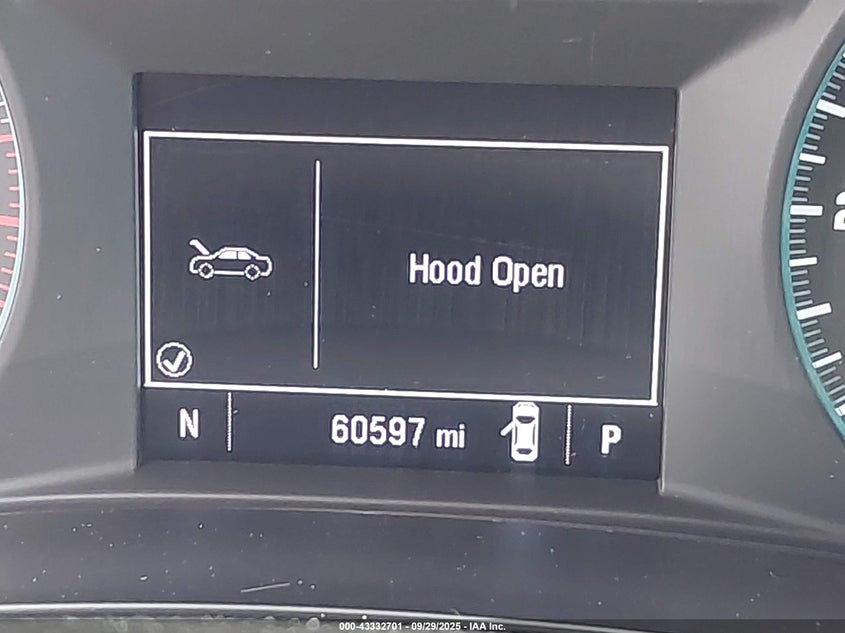 Hood Open
N 60597 mi P
000-43332701 - 09/29/2025 - IAA Inc.